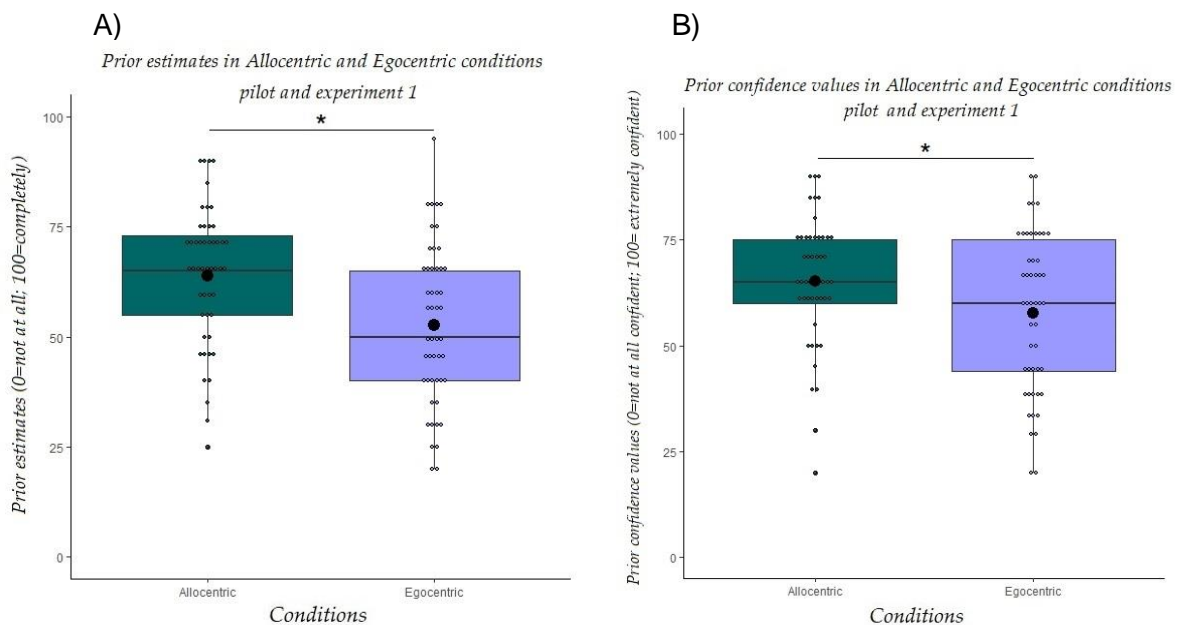 A)
Prior estimates in Allocentric and Egocentric conditions
pilot and experiment 1
*
Prior estimates (0=not at all; 100=completely)
100
75
50
25
0
Allocentric
Egocentric
Conditions
B)
Prior confidence values in Allocentric and Egocentric conditions
pilot and experiment 1
*
Prior confidence values (0=not at all confident; 100= extremely confident)
100
75
50
25
0
Allocentric
Egocentric
Conditions